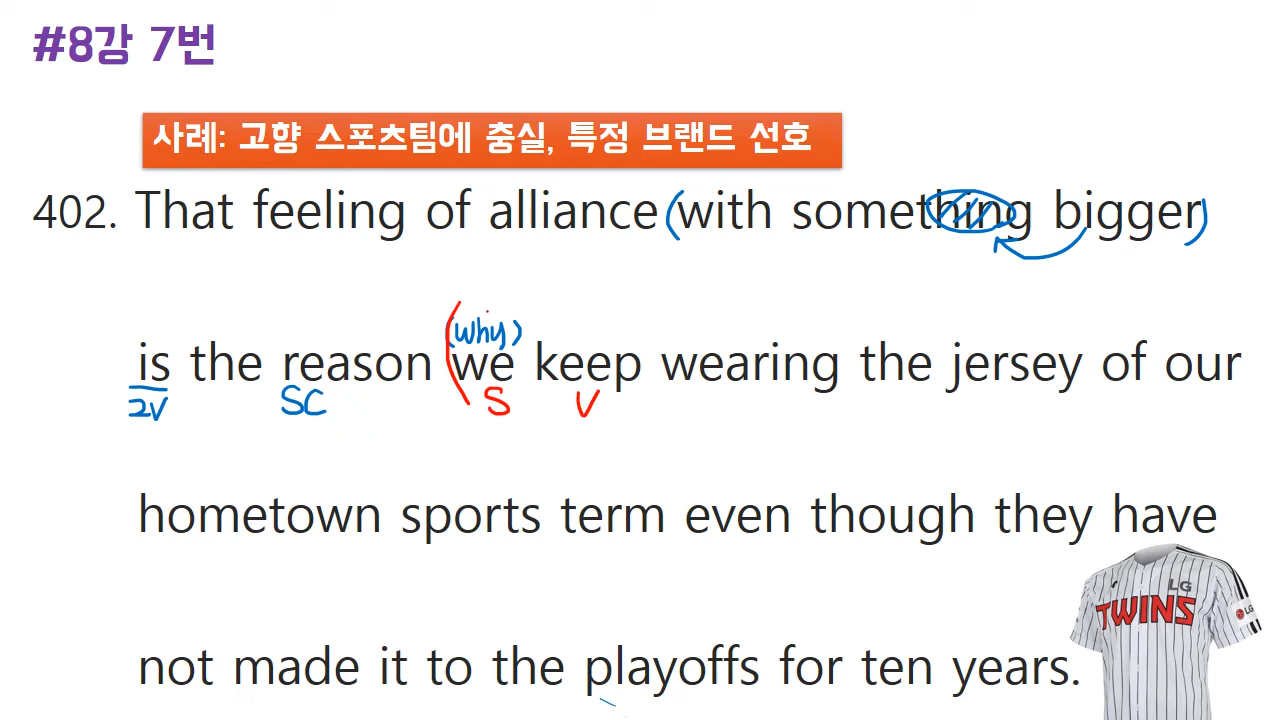 #8강 7번
사례: 고향 스포츠팀에 충실, 특정 브랜드 선호
402. That feeling of alliance (with something bigger)
(why)
is the reason (we keep wearing the jersey of our
2V SC S V
hometown sports term even though they have
LG
TWINS
LG
not made it to the playoffs for ten years.